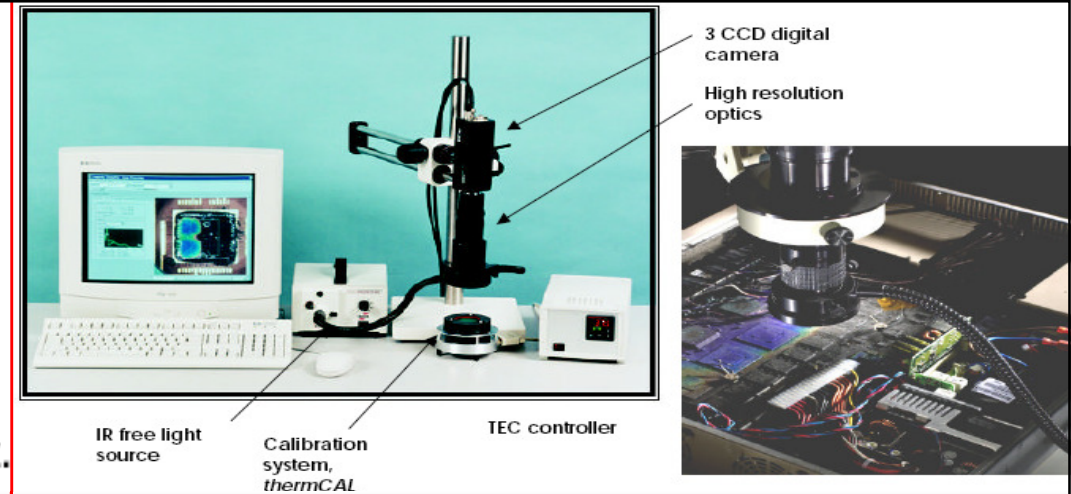 3 CCD digital
camera
High resolution
optics
IR free light
source
Calibration
system,
thermCAL
TEC controller